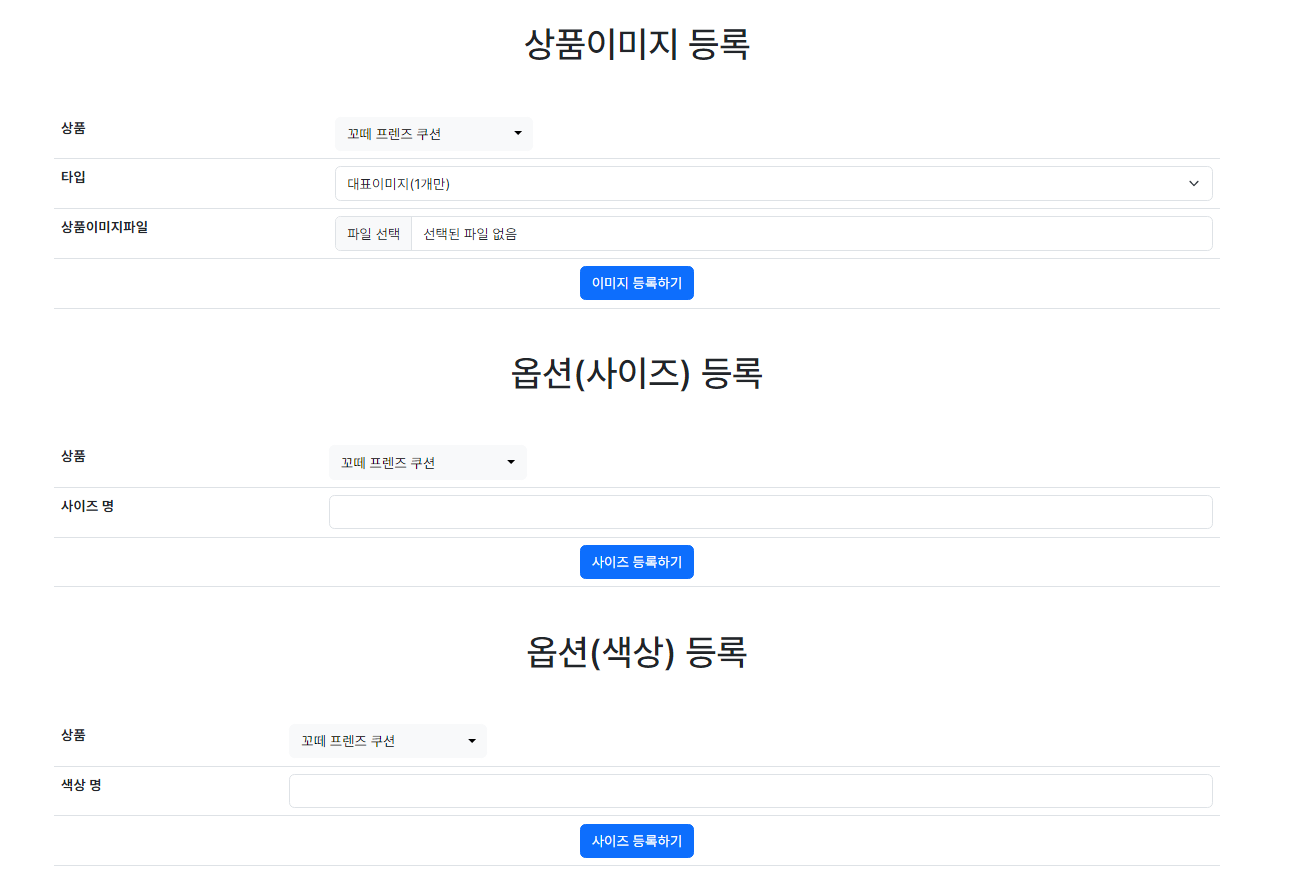 상품이미지 등록
상품
꼬떼 프렌즈 쿠션
타입
대표이미지(1개만)
상품이미지파일
파일 선택 선택된 파일 없음
이미지 등록하기
옵션(사이즈) 등록
상품
꼬떼 프렌즈 쿠션
사이즈 명
사이즈 등록하기
옵션(색상) 등록
상품
꼬떼 프렌즈 쿠션
색상 명
사이즈 등록하기